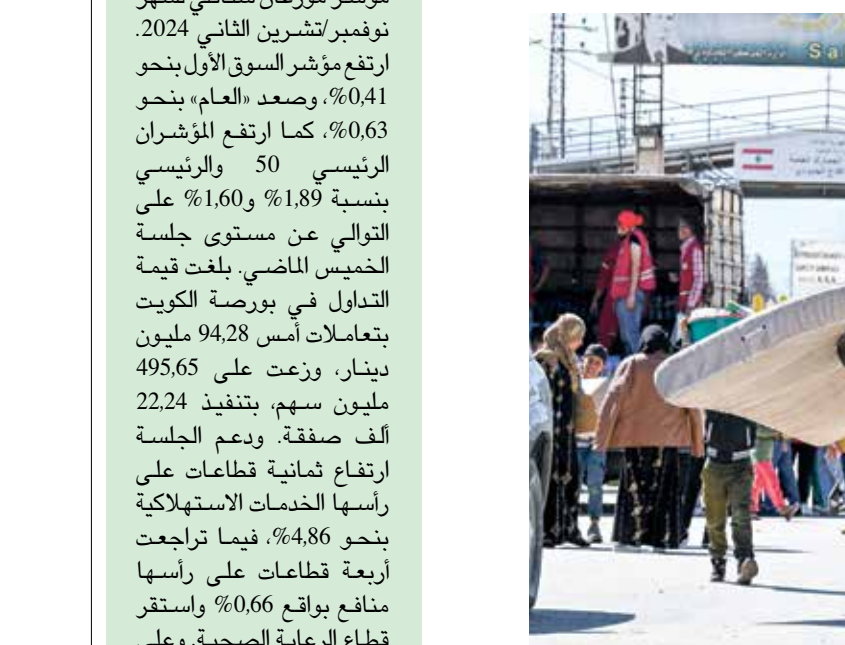 نوفمبر/تشرين الثاني 2024.
ارتفع مؤشر السوق الأول بنحو
0,41%، وصعد «العام» بنحو
0,63%، كما ارتفع المؤشران
الرئيسي 50 والرئيسي
بنسبة 1,89% و1,60% على
التوالي عن مستوى جلسة
الخميس الماضي. بلغت قيمة
التداول في بورصة الكويت
بتعاملات أمس 94,28 مليون
دينار، وزعت على 495,65
مليون سهم، بتنفيذ 22,24
ألف صفقة. ودعم الجلسة
ارتفاع ثمانية قطاعات على
رأسها الخدمات الاستهلاكية
بنحو 4,86%، فيما تراجعت
أربعة قطاعات على رأسها
منافع بواقع 0,66% واستقر
قطاع الرعاية الصحية. وعلى